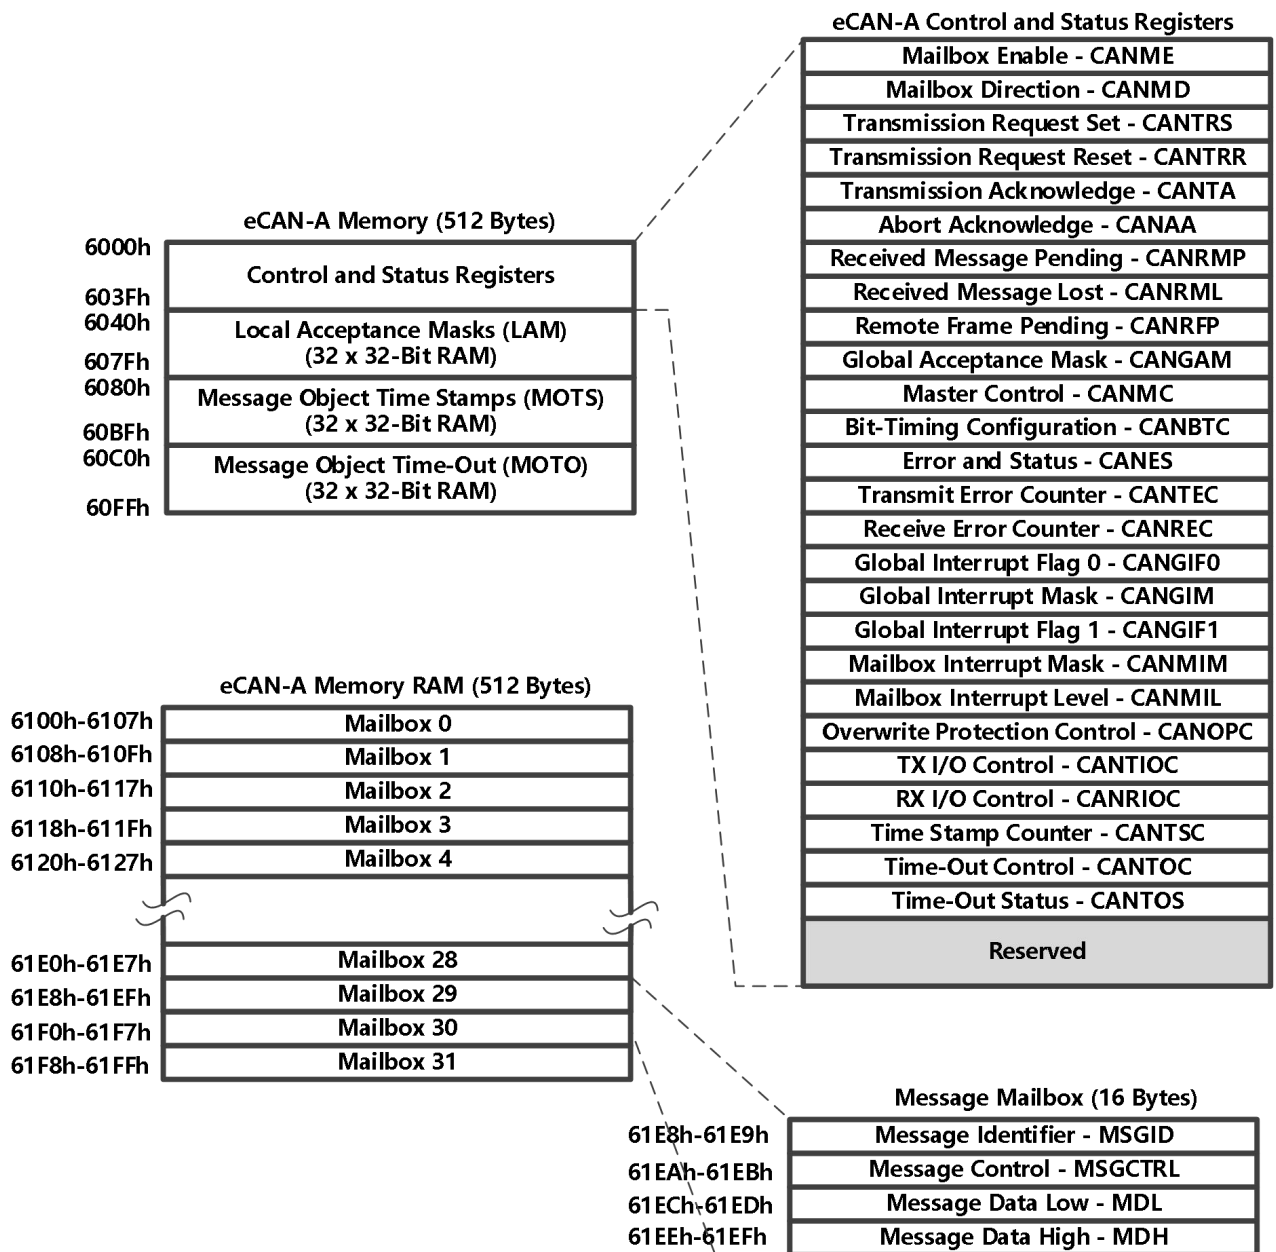 eCAN-A Control and Status Registers
Mailbox Enable - CANME
Mailbox Direction - CANMD
Transmission Request Set - CANTRS
Transmission Request Reset - CANTRR
Transmission Acknowledge - CANTA
Abort Acknowledge - CANAA
Received Message Pending - CANRMP
Received Message Lost - CANRML
Remote Frame Pending - CANRFP
Global Acceptance Mask - CANGAM
Master Control - CANMC
Bit-Timing Configuration - CANBTC
Error and Status - CANES
Transmit Error Counter - CANTEC
Receive Error Counter - CANREC
Global Interrupt Flag 0 - CANGIF0
Global Interrupt Mask - CANGIM
Global Interrupt Flag 1 - CANGIF1
Mailbox Interrupt Mask - CANMIM
Mailbox Interrupt Level - CANMIL
Overwrite Protection Control - CANOPC
TX I/O Control - CANTIOC
RX I/O Control - CANRIOC
Time Stamp Counter - CANTSC
Time-Out Control - CANTOC
Time-Out Status - CANTOS
Reserved
eCAN-A Memory (512 Bytes)
6000h
Control and Status Registers
603Fh
6040h
Local Acceptance Masks (LAM)
(32 x 32-Bit RAM)
607Fh
6080h
Message Object Time Stamps (MOTS)
(32 x 32-Bit RAM)
60BFh
60C0h
Message Object Time-Out (MOTO)
(32 x 32-Bit RAM)
60FFh
eCAN-A Memory RAM (512 Bytes)
6100h-6107h Mailbox 0
6108h-610Fh Mailbox 1
6110h-6117h Mailbox 2
6118h-611Fh Mailbox 3
6120h-6127h Mailbox 4
61E0h-61E7h Mailbox 28
61E8h-61EFh Mailbox 29
61F0h-61F7h Mailbox 30
61F8h-61FFh Mailbox 31
Message Mailbox (16 Bytes)
61E8h-61E9h Message Identifier - MSGID
61EAh-61EBh Message Control - MSGCTRL
61ECh-61EDh Message Data Low - MDL
61EEh-61EFh Message Data High - MDH